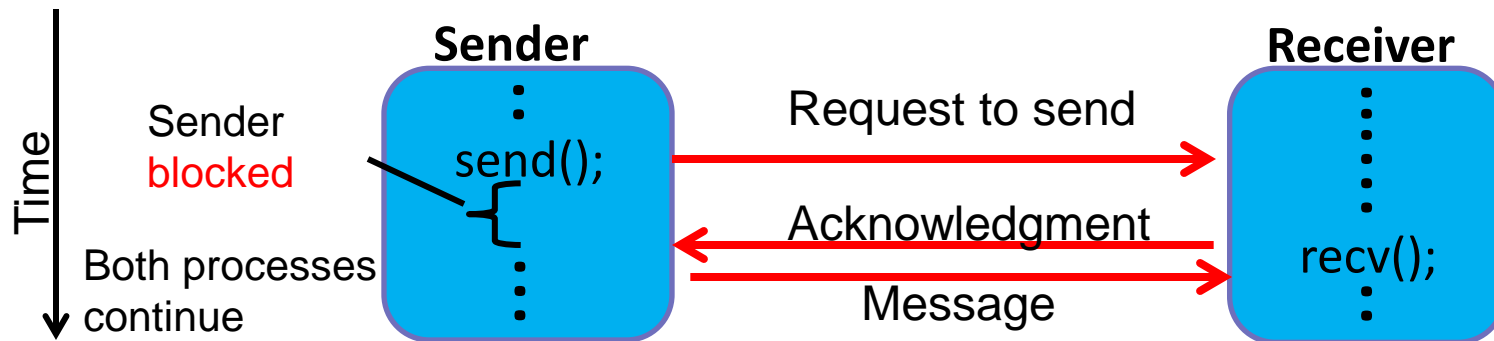 Sender
Receiver
Time
Sender
blocked
send();
Request to send
Acknowledgment
recv();
Both processes
continue
Message